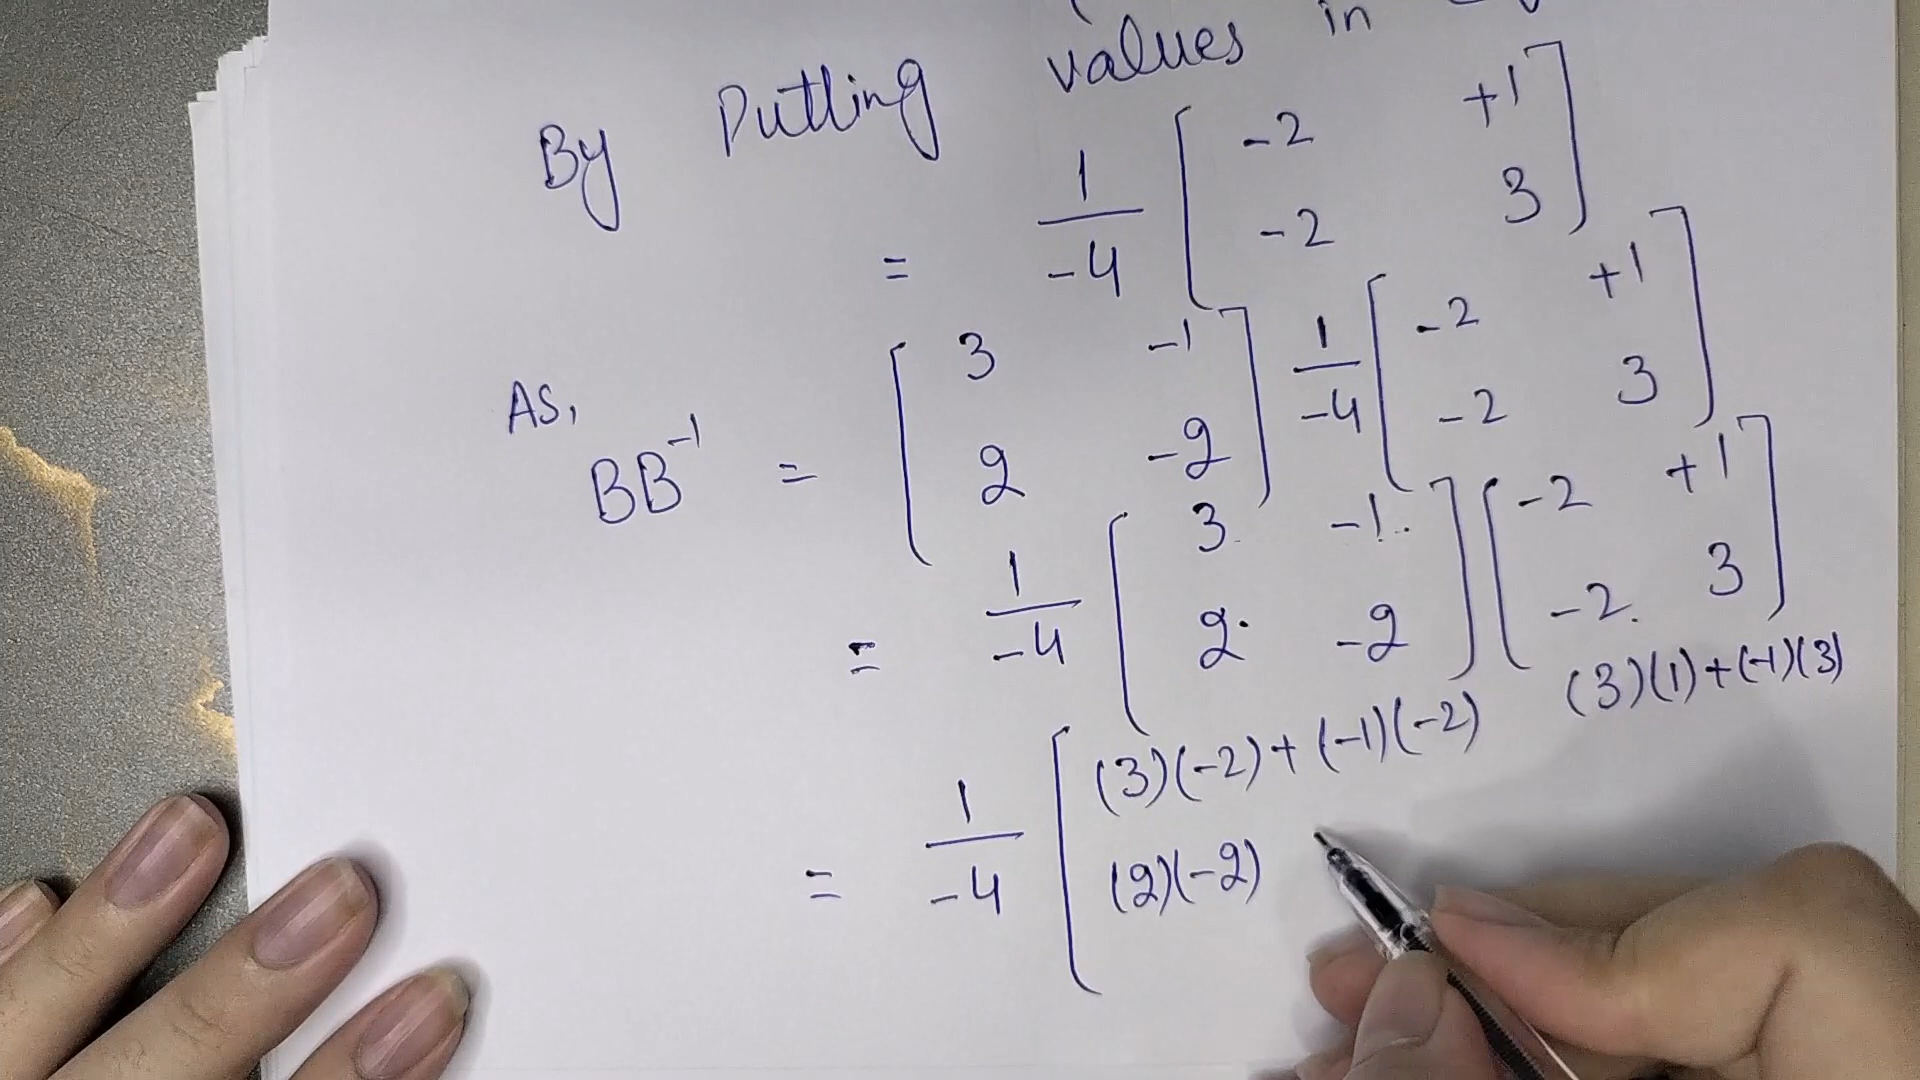 By Putting values in
= 1/-4 [ -2 +1
-2 3 ]
As,
BB⁻¹ = [ 3 -1
2 -2 ] 1/-4 [ -2 +1
-2 3 ]
= 1/-4 [ 3 -1
2 -2 ] [ -2 +1
-2 3 ]
= 1/-4 [ (3)(-2)+(-1)(-2) (3)(1)+(-1)(3)
(2)(-2)